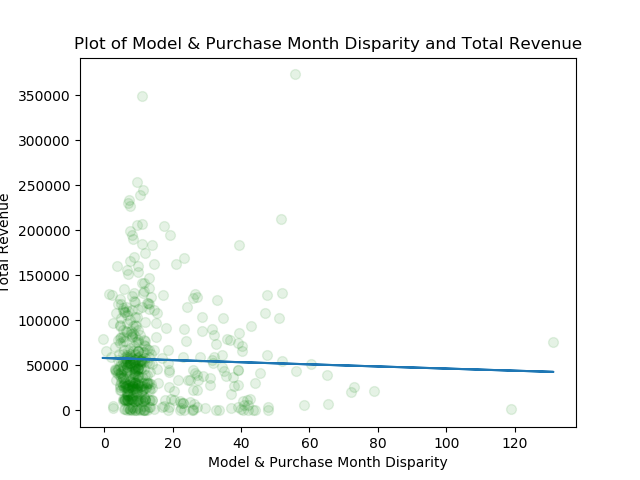 Plot of Model & Purchase Month Disparity and Total Revenue
350000
300000
250000
200000
150000
100000
50000
0
Total Revenue
0 20 40 60 80 100 120
Model & Purchase Month Disparity